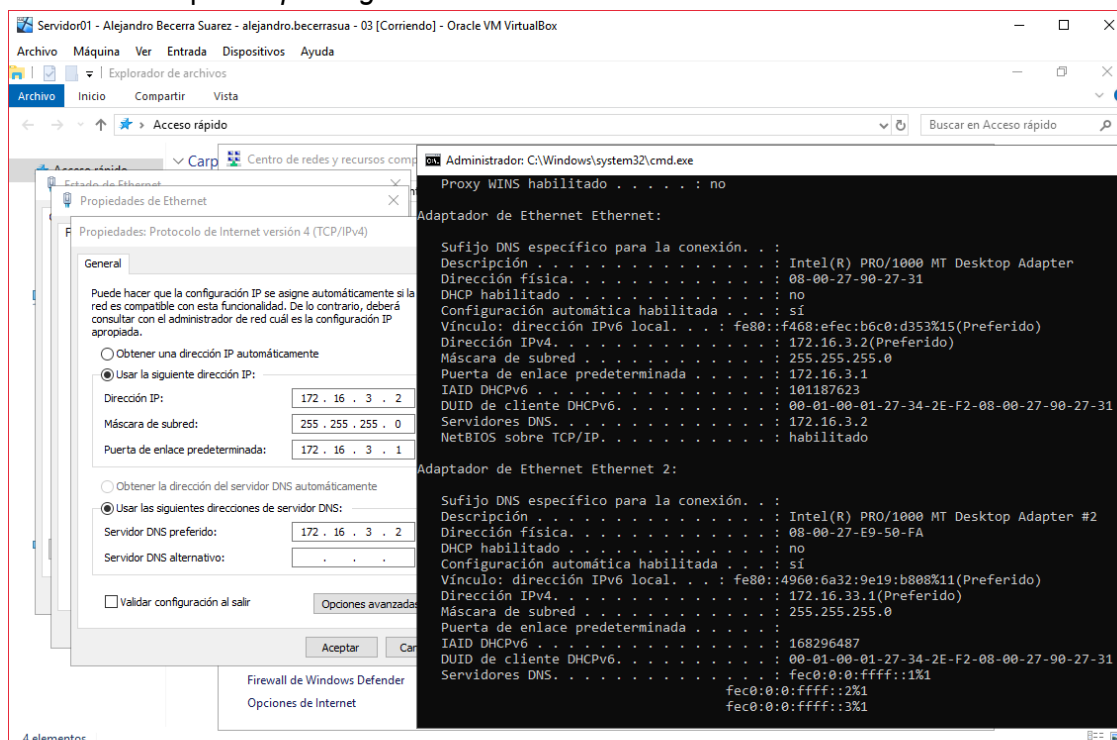 Servidor01 - Alejandro Becerra Suarez - alejandro.becerrasua - 03 [Corriendo] - Oracle VM VirtualBox
Archivo Máquina Ver Entrada Dispositivos Ayuda
Explorador de archivos
Archivo Inicio Compartir Vista
Acceso rápido
Buscar en Acceso rápido
Carp
Centro de redes y recursos comp
Estado de Ethernet
Propiedades de Ethernet
Propiedades: Protocolo de Internet versión 4 (TCP/IPv4)
General
Puede hacer que la configuración IP se asigne automáticamente si la
red es compatible con esta funcionalidad. De lo contrario, deberá
consultar con el administrador de red cuál es la configuración IP
apropiada.
Obtener una dirección IP automáticamente
Usar la siguiente dirección IP:
Dirección IP: 172 . 16 . 3 . 2
Máscara de subred: 255 . 255 . 255 . 0
Puerta de enlace predeterminada: 172 . 16 . 3 . 1
Obtener la dirección del servidor DNS automáticamente
Usar las siguientes direcciones de servidor DNS:
Servidor DNS preferido: 172 . 16 . 3 . 2
Servidor DNS alternativo: . . .
Validar configuración al salir
Opciones avanzadas
Aceptar Can
Firewall de Windows Defender
Opciones de Internet
4 elementos
Administrador: C:\Windows\system32\cmd.exe
Proxy WINS habilitado . . . . . : no
Adaptador de Ethernet Ethernet:
Sufijo DNS específico para la conexión. . :
Descripción . . . . . . . . . . . . . . . : Intel(R) PRO/1000 MT Desktop Adapter
Dirección física. . . . . . . . . . . . . : 08-00-27-90-27-31
DHCP habilitado . . . . . . . . . . . . . : no
Configuración automática habilitada . . . : sí
Vínculo: dirección IPv6 local. . . : fe80::f468:efec:b6c0:d353%15(Preferido)
Dirección IPv4. . . . . . . . . . . . . . : 172.16.3.2(Preferido)
Máscara de subred . . . . . . . . . . . . : 255.255.255.0
Puerta de enlace predeterminada . . . . . : 172.16.3.1
IAID DHCPv6 . . . . . . . . . . . . . . . : 101187623
DUID de cliente DHCPv6. . . . . . . . . . : 00-01-00-01-27-34-2E-F2-08-00-27-90-27-31
Servidores DNS. . . . . . . . . . . . . . : 172.16.3.2
NetBIOS sobre TCP/IP. . . . . . . . . . . : habilitado
Adaptador de Ethernet Ethernet 2:
Sufijo DNS específico para la conexión. . :
Descripción . . . . . . . . . . . . . . . : Intel(R) PRO/1000 MT Desktop Adapter #2
Dirección física. . . . . . . . . . . . . : 08-00-27-E9-50-FA
DHCP habilitado . . . . . . . . . . . . . : no
Configuración automática habilitada . . . : sí
Vínculo: dirección IPv6 local. . . : fe80::4960:6a32:9e19:b808%11(Preferido)
Dirección IPv4. . . . . . . . . . . . . . : 172.16.33.1(Preferido)
Máscara de subred . . . . . . . . . . . . : 255.255.255.0
Puerta de enlace predeterminada . . . . . :
IAID DHCPv6 . . . . . . . . . . . . . . . : 168296487
DUID de cliente DHCPv6. . . . . . . . . . : 00-01-00-01-27-34-2E-F2-08-00-27-90-27-31
Servidores DNS. . . . . . . . . . . . . . : fec0:0:0:ffff::1%1
fec0:0:0:ffff::2%1
fec0:0:0:ffff::3%1